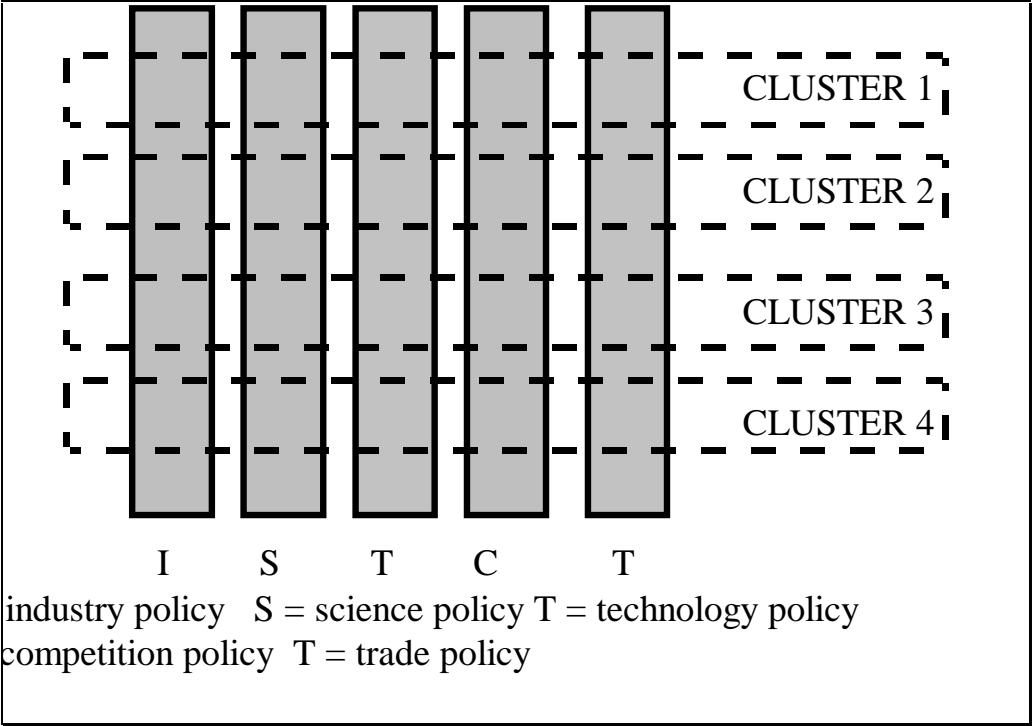 CLUSTER 1
CLUSTER 2
CLUSTER 3
CLUSTER 4
I S T C T
industry policy S = science policy T = technology policy
competition policy T = trade policy